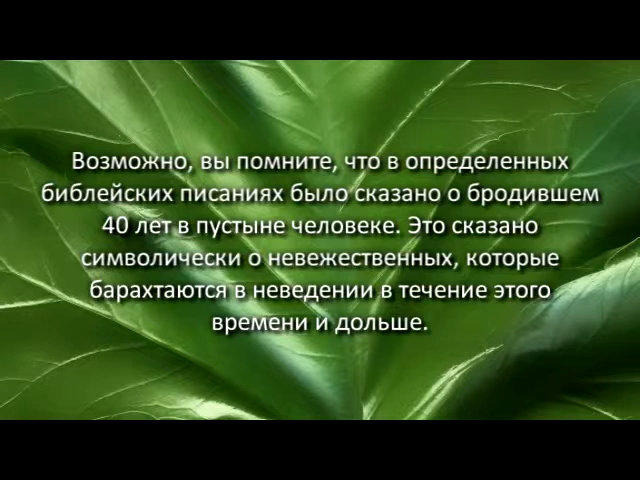 Возможно, вы помните, что в определенных
библейских писаниях было сказано о бродившем
40 лет в пустыне человеке. Это сказано
символически о невежественных, которые
барахтаются в неведении в течение этого
времени и дольше.